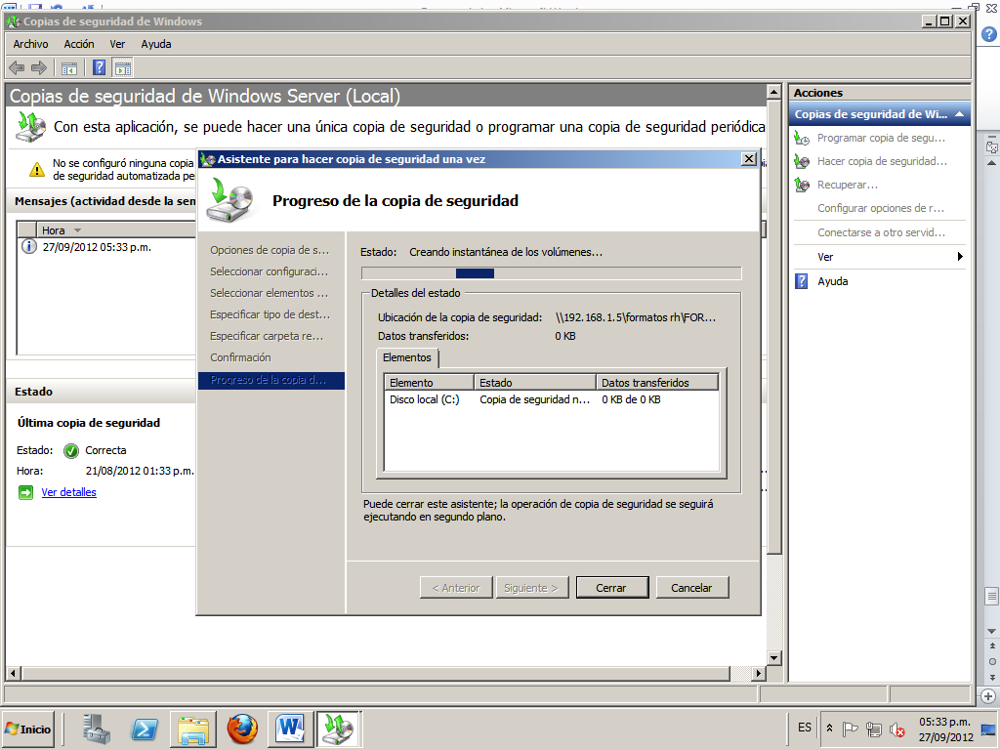 Copias de seguridad de Windows
Archivo Acción Ver Ayuda
Copias de seguridad de Windows Server (Local)
Con esta aplicación, se puede hacer una única copia de seguridad o programar una copia de seguridad periódica
No se configuró ninguna copia
de seguridad automatizada pe
Mensajes (actividad desde la sen
Hora
27/09/2012 05:33 p.m.
Estado
Última copia de seguridad
Estado: Correcta
Hora: 21/08/2012 01:33 p.m.
Ver detalles
Asistente para hacer copia de seguridad una vez
Progreso de la copia de seguridad
Opciones de copia de s...
Seleccionar configuraci...
Seleccionar elementos ...
Especificar tipo de dest...
Especificar carpeta re...
Confirmación
Progreso de la copia d...
Estado: Creando instantánea de los volúmenes...
Detalles del estado
Ubicación de la copia de seguridad: \\192.168.1.5\formatos rh\FOR...
Datos transferidos: 0 KB
Elementos
Elemento Estado Datos transferidos
Disco local (C:) Copia de seguridad n... 0 KB de 0 KB
Puede cerrar este asistente; la operación de copia de seguridad se seguirá
ejecutando en segundo plano.
< Anterior Siguiente > Cerrar Cancelar
Acciones
Copias de seguridad de Wi...
Programar copia de segu...
Hacer copia de seguridad...
Recuperar...
Configurar opciones de r...
Conectarse a otro servid...
Ver
Ayuda
Inicio
ES
05:33 p.m.
27/09/2012